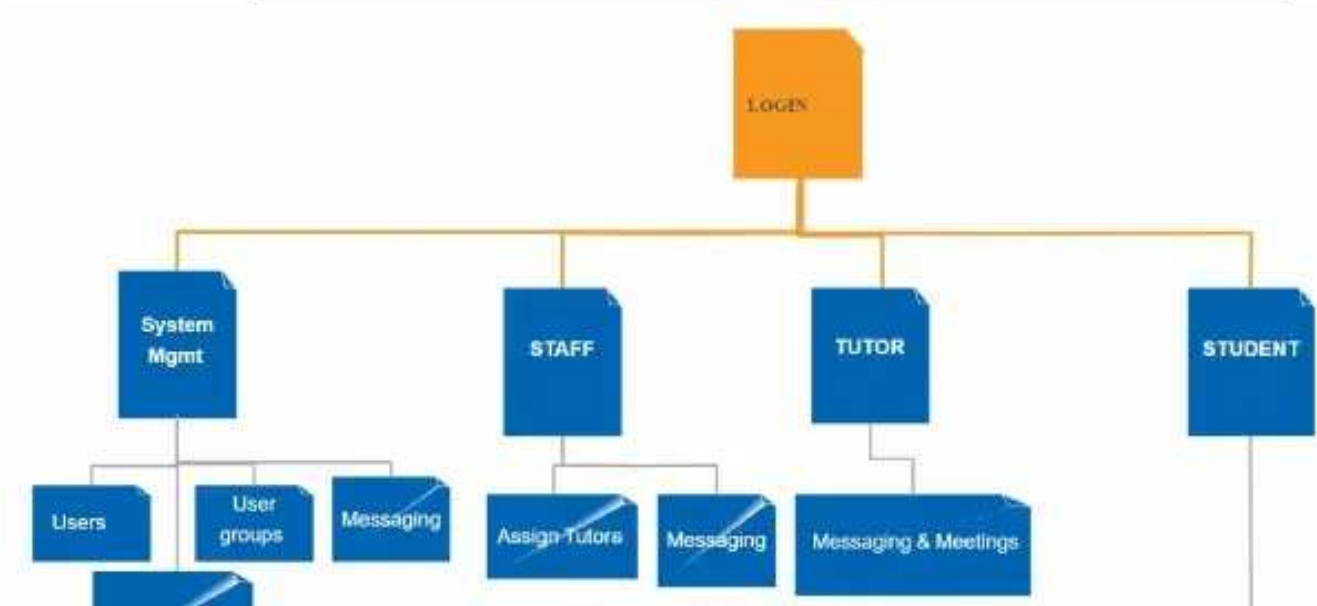 LOGIN
System
Mgmt
STAFF
TUTOR
STUDENT
Users
User
groups
Messaging
Assign Tutors
Messaging
Messaging & Meetings